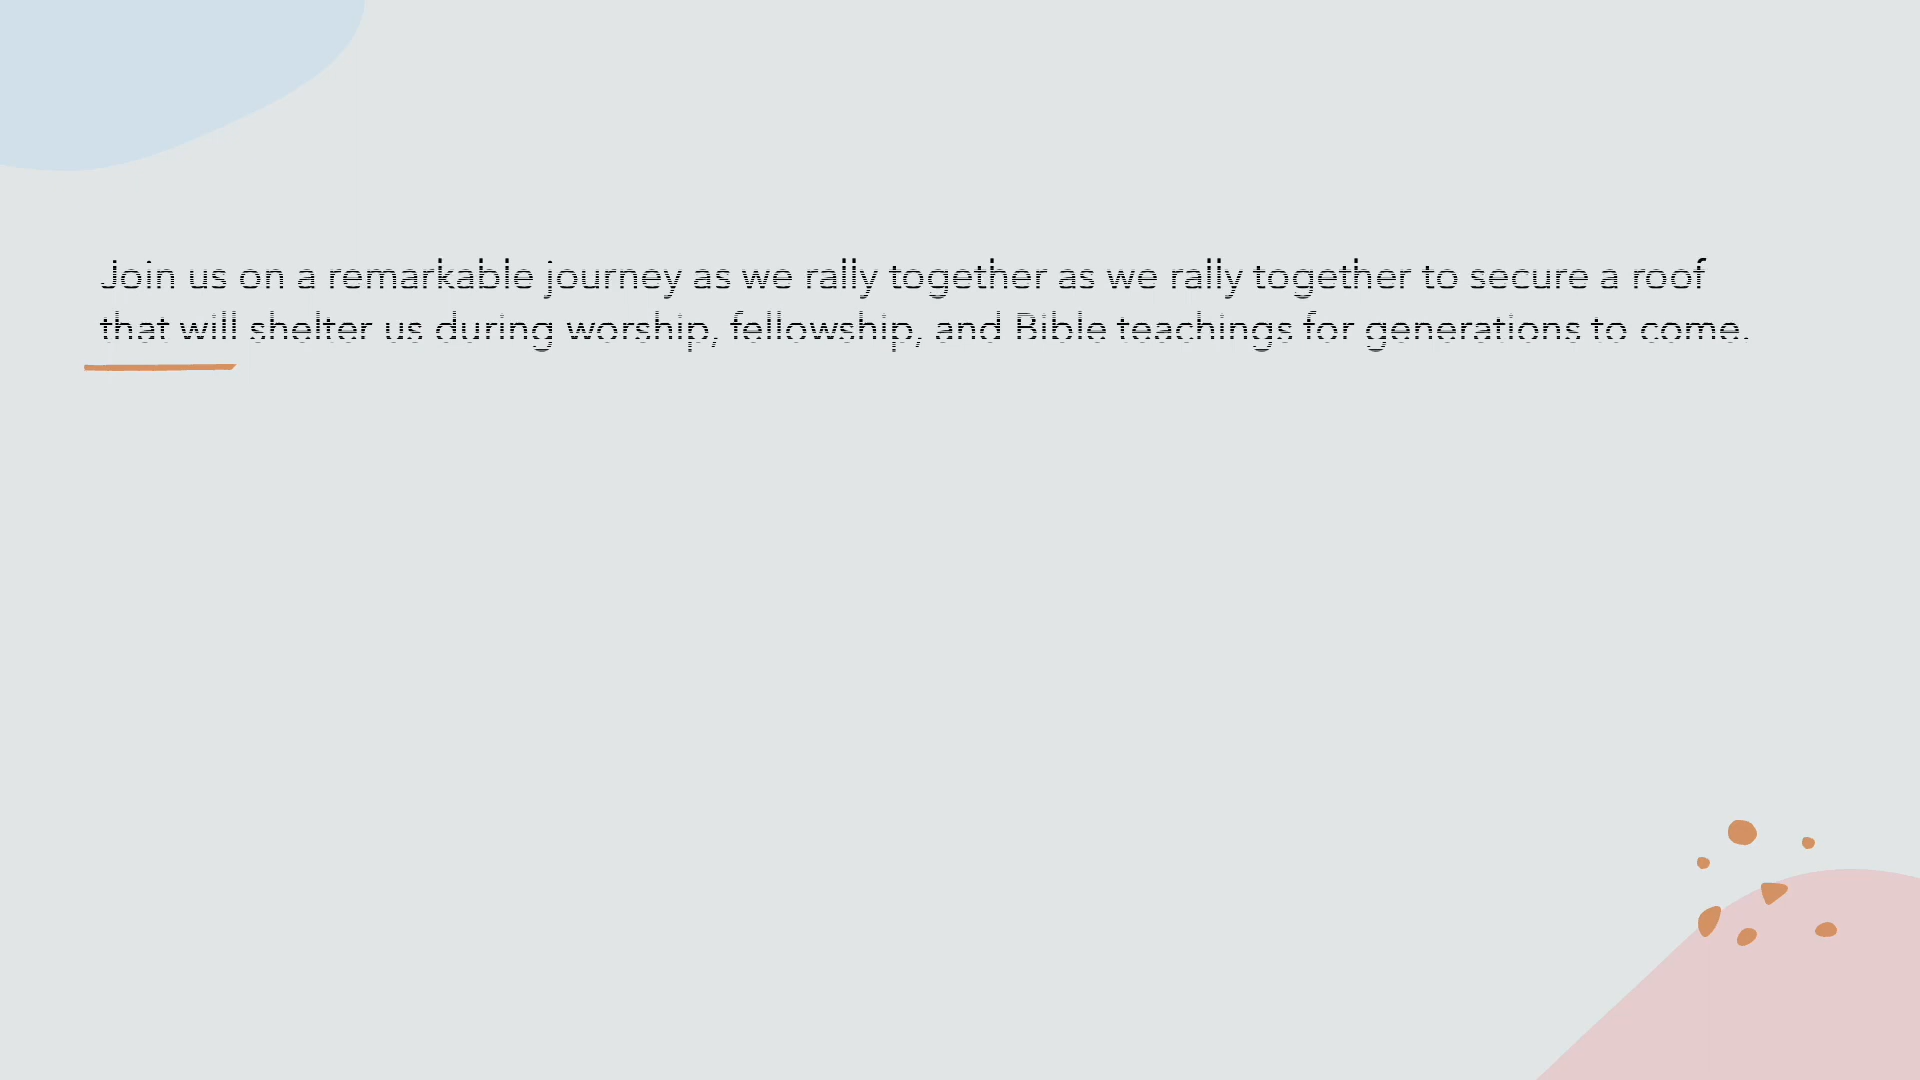 Join us on a remarkable journey as we rally together as we rally together to secure a roof
that will shelter us during worship, fellowship, and Bible teachings for generations to come.